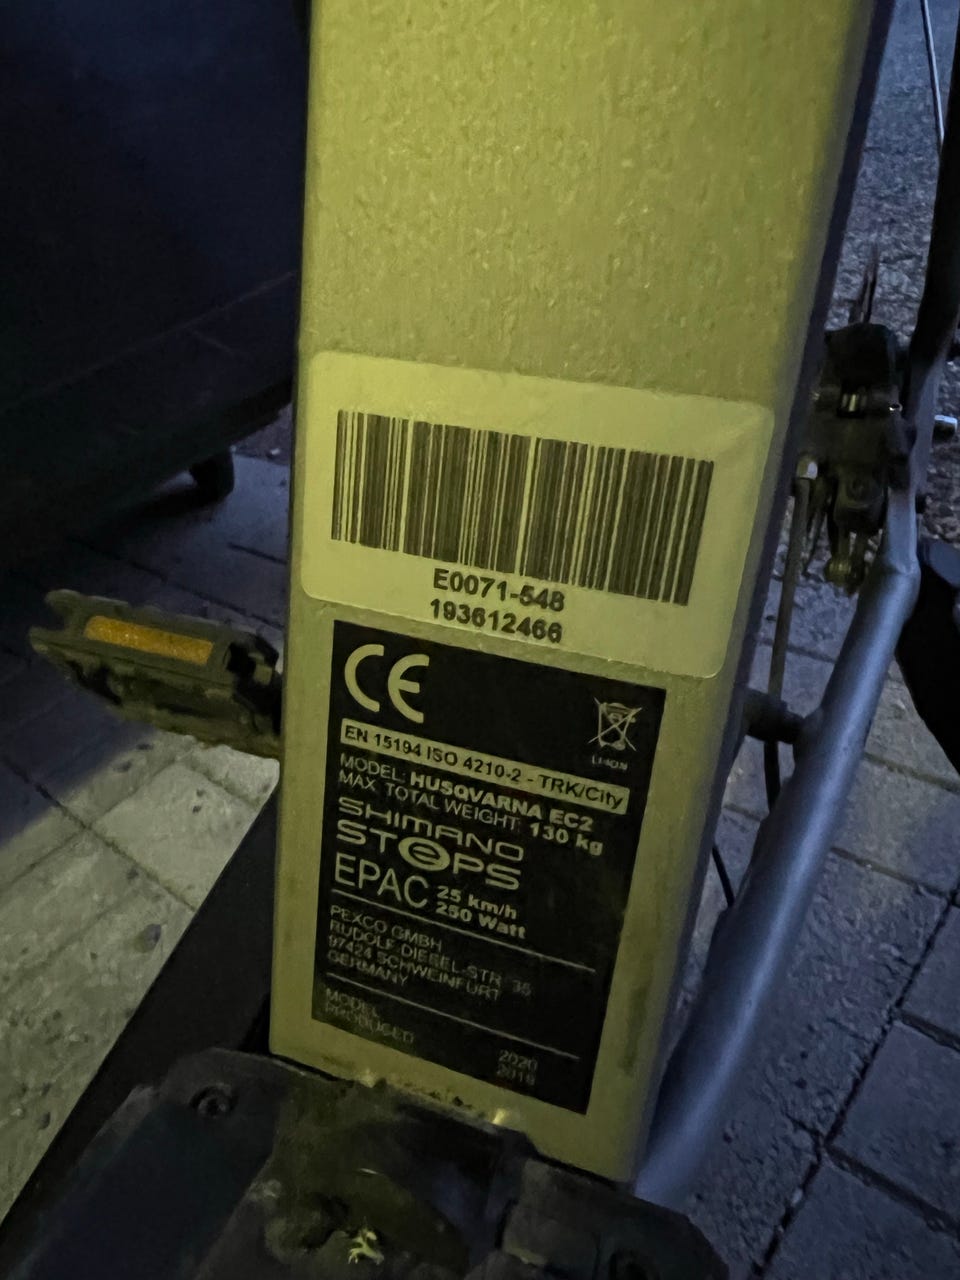 E0071-548
193612466
CE
LI-ION
EN 15194 ISO 4210-2 - TRK/City
MODEL: HUSQVARNA EC2
MAX. TOTAL WEIGHT: 130 kg
SHIMANO
STePS
EPAC 25 km/h
250 Watt
PEXCO GMBH
RUDOLF-DIESEL-STR. 35
97424 SCHWEINFURT
GERMANY
MODEL 2020
PRODUCED 2019